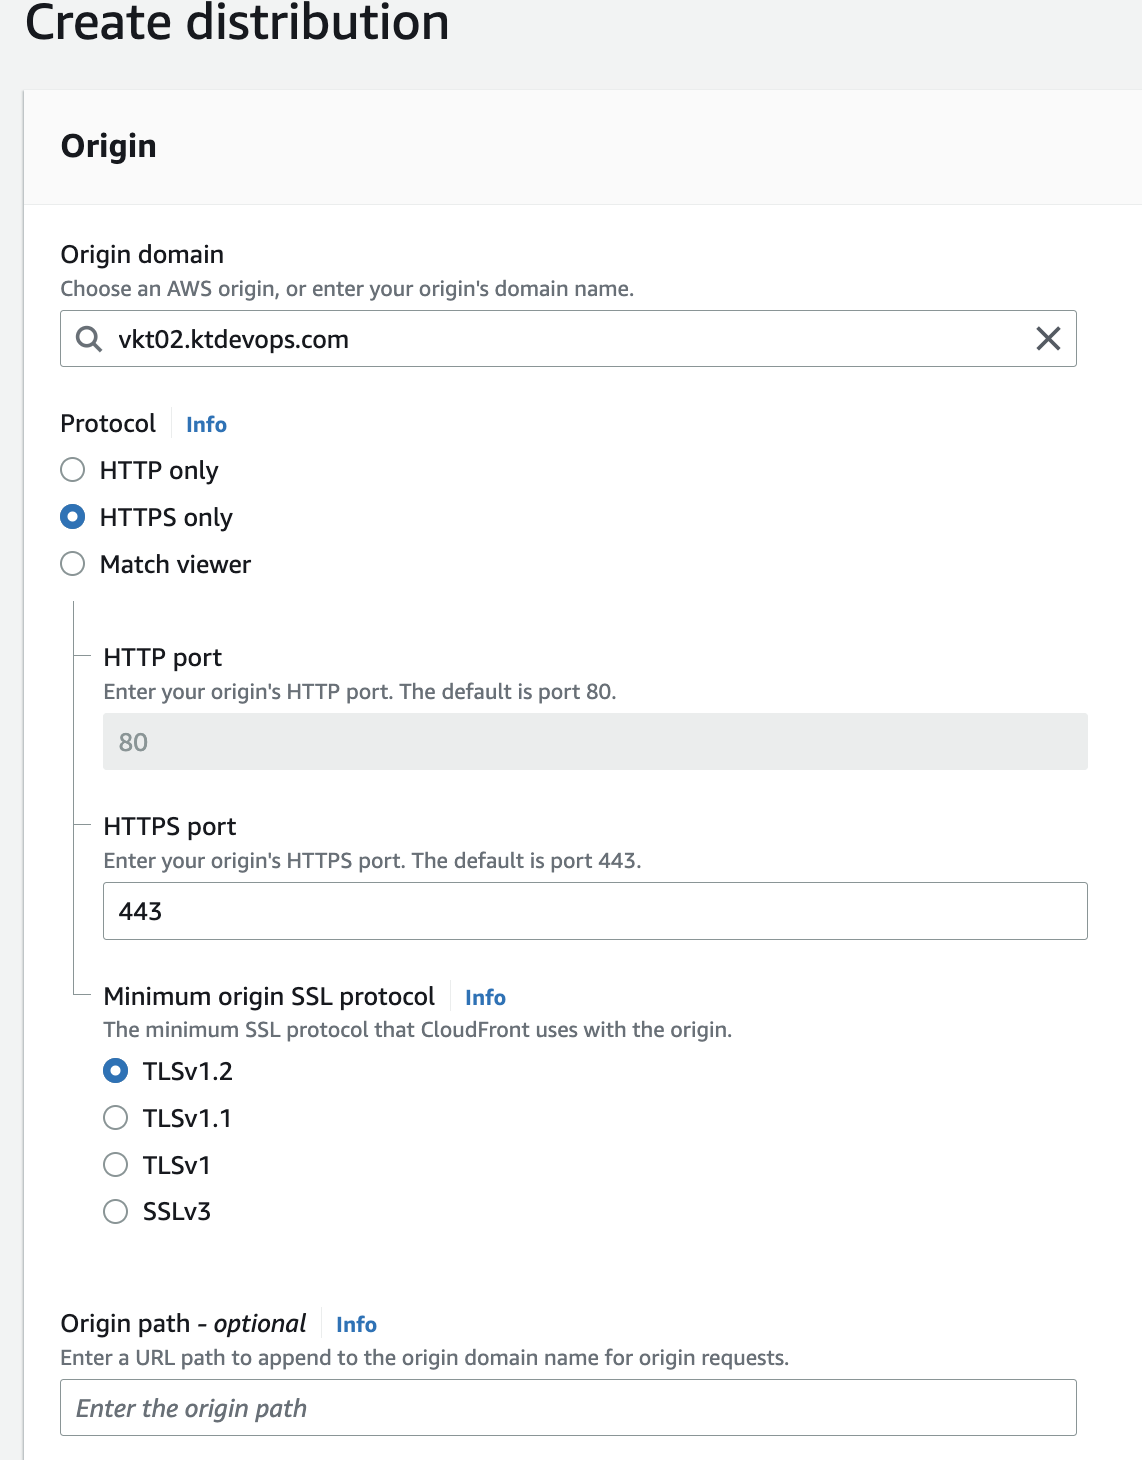 Create distribution
Origin
Origin domain
Choose an AWS origin, or enter your origin's domain name.
vkt02.ktdevops.com
Protocol Info
HTTP only
HTTPS only
Match viewer
HTTP port
Enter your origin's HTTP port. The default is port 80.
80
HTTPS port
Enter your origin's HTTPS port. The default is port 443.
443
Minimum origin SSL protocol Info
The minimum SSL protocol that CloudFront uses with the origin.
TLSv1.2
TLSv1.1
TLSv1
SSLv3
Origin path - optional Info
Enter a URL path to append to the origin domain name for origin requests.
Enter the origin path